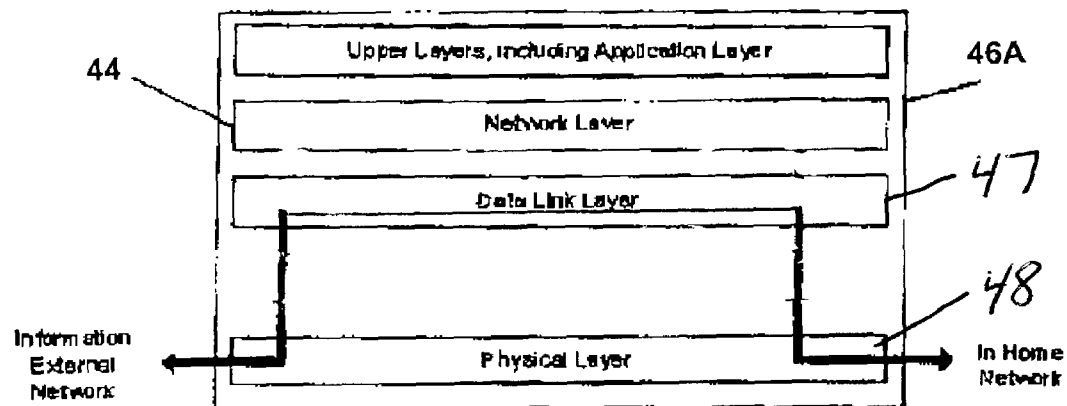 Upper Layers, including Application Layer
44
46A
Network Layer
47
Data Link Layer
48
Information
External
Network
Physical Layer
In Home
Network